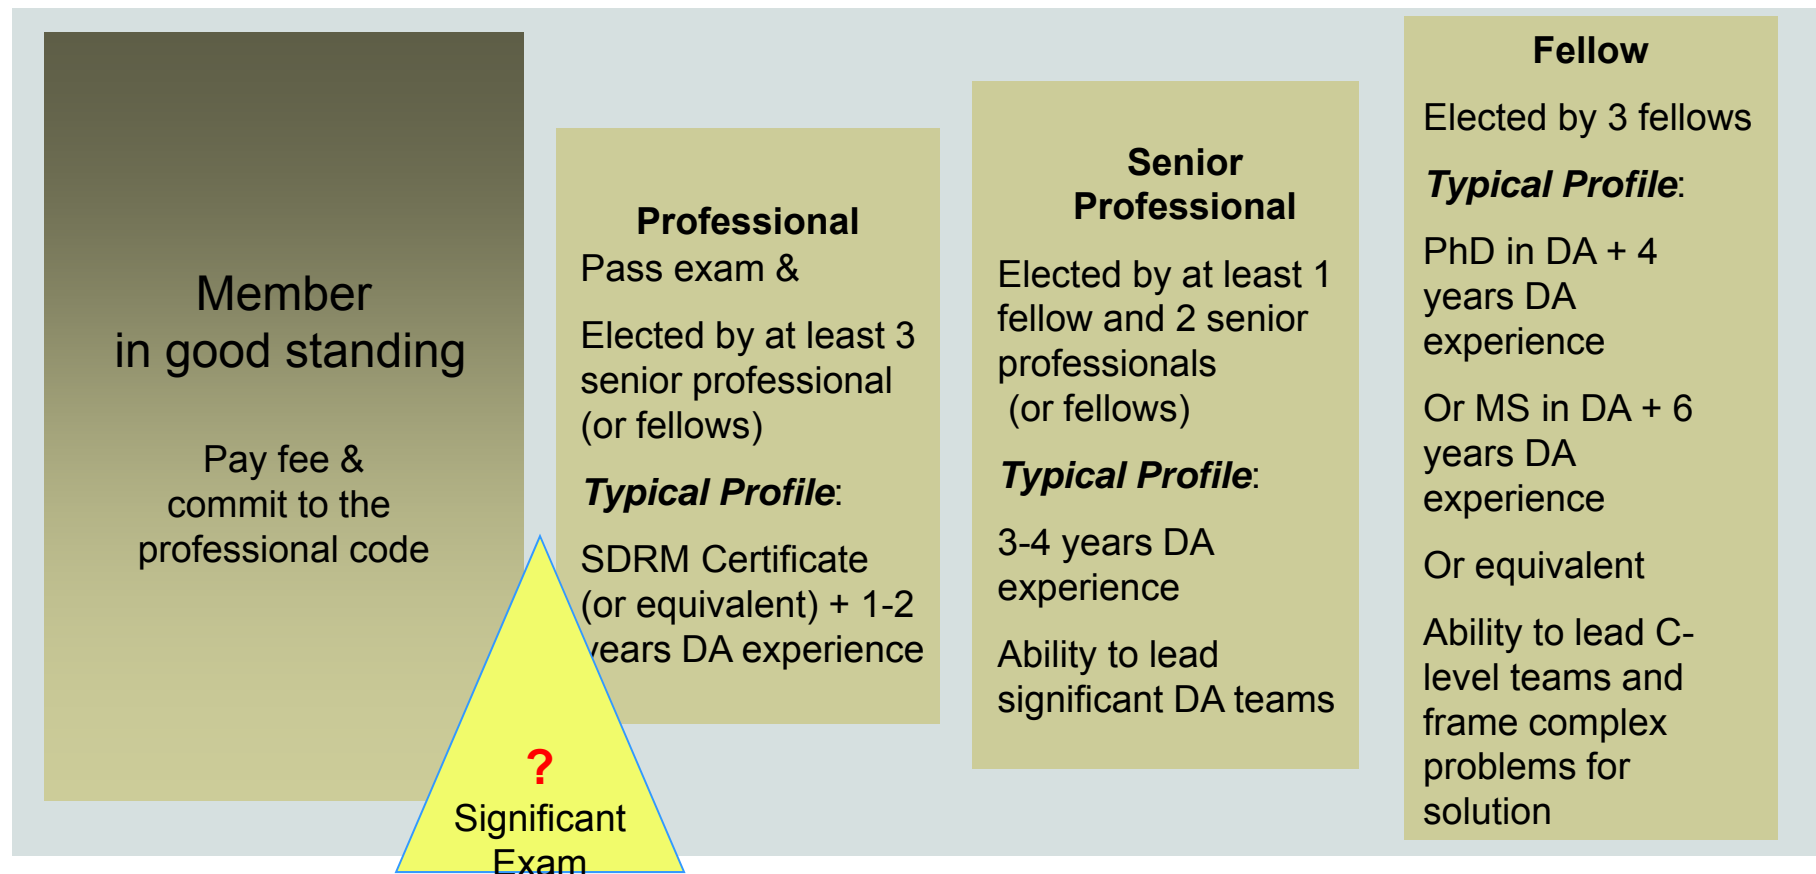 Member
in good standing
Pay fee &
commit to the
professional code
?
Significant
Exam
Professional
Pass exam &
Elected by at least 3
senior professional
(or fellows)
Typical Profile:
SDRM Certificate
(or equivalent) + 1-2
years DA experience
Senior
Professional
Elected by at least 1
fellow and 2 senior
professionals
(or fellows)
Typical Profile:
3-4 years DA
experience
Ability to lead
significant DA teams
Fellow
Elected by 3 fellows
Typical Profile:
PhD in DA + 4
years DA
experience
Or MS in DA + 6
years DA
experience
Or equivalent
Ability to lead C-
level teams and
frame complex
problems for
solution